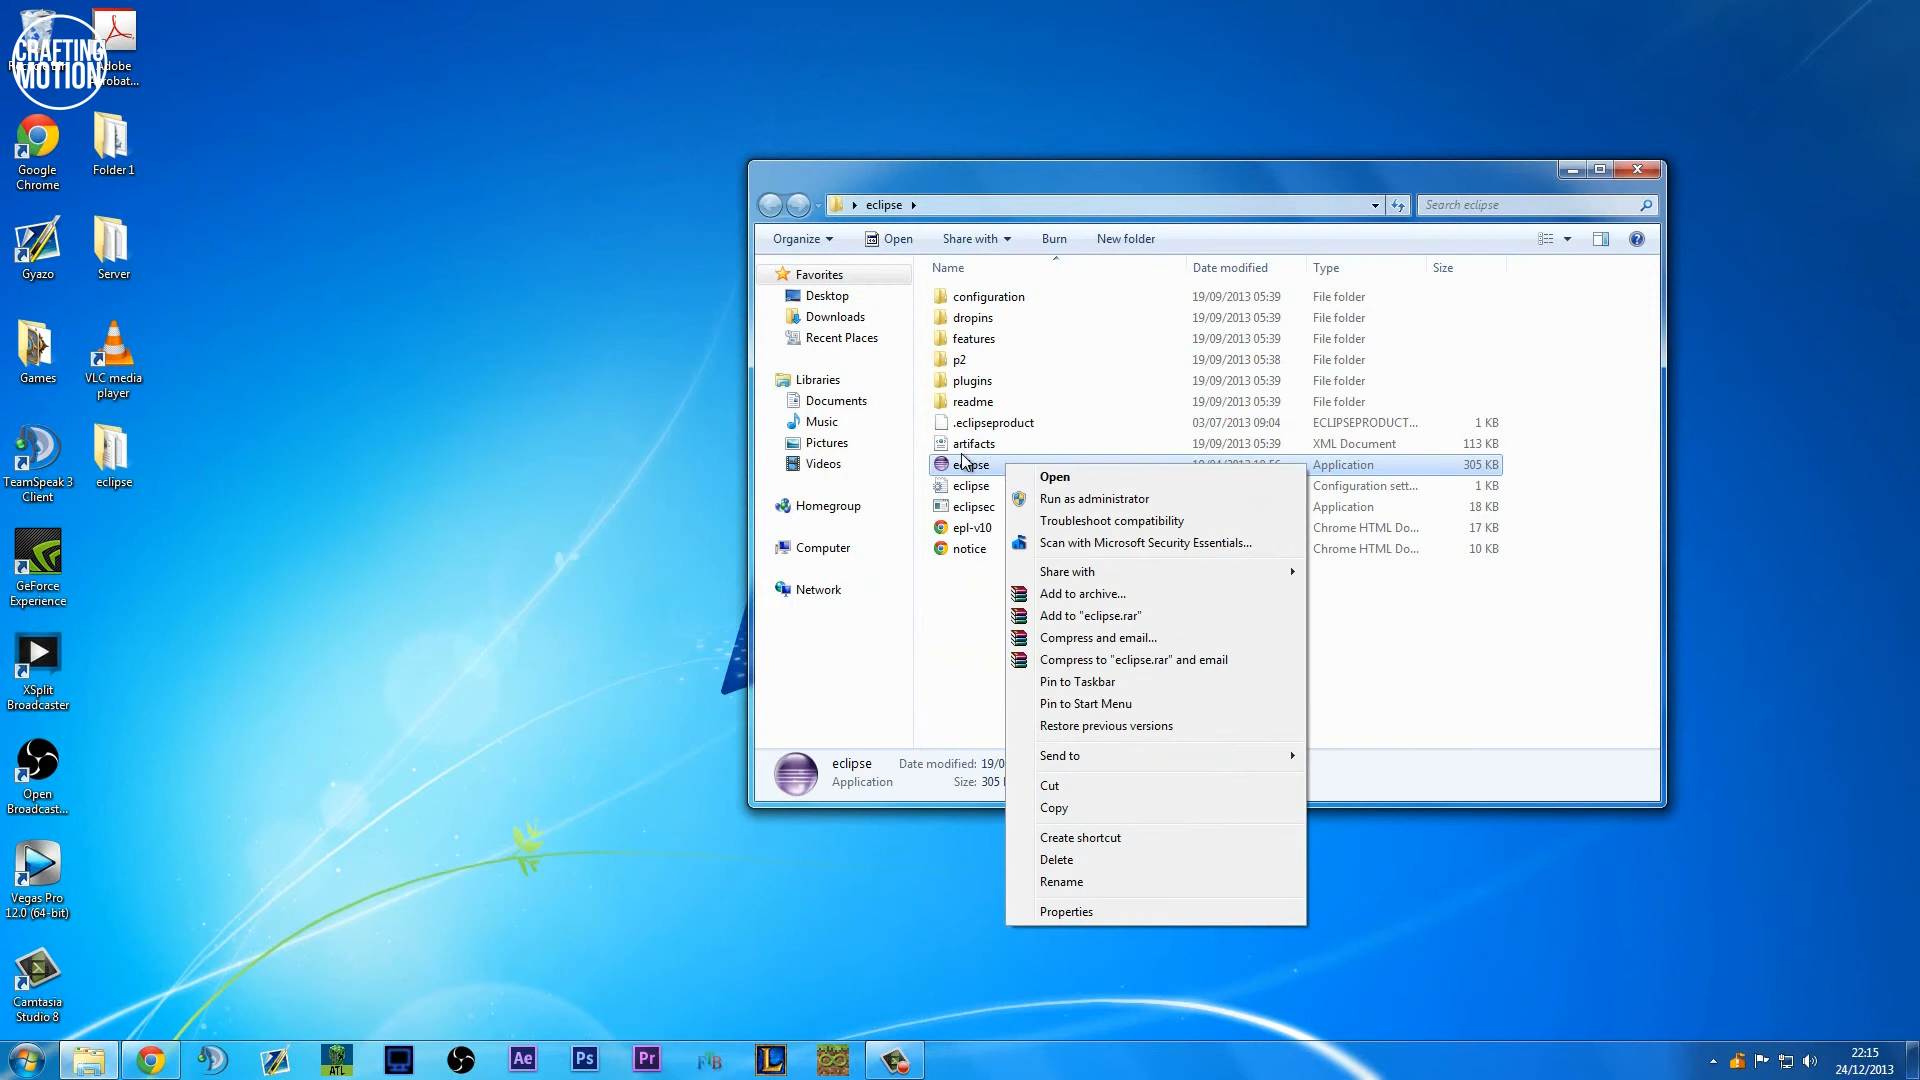 CRAFTING
MOTION
Adobe
Google
Chrome
Folder 1
Gyazo
Server
Games
VLC media
player
TeamSpeak 3
Client
eclipse
GeForce
Experience
XSplit
Broadcaster
Open
Broadcast...
Vegas Pro
12.0 (64-bit)
Camtasia
Studio 8
eclipse
Search eclipse
Organize Open Share with Burn New folder
Name Date modified Type Size
Favorites
Desktop
Downloads
Recent Places
Libraries
Documents
Music
Pictures
Videos
Homegroup
Computer
Network
configuration 19/09/2013 05:39 File folder
dropins 19/09/2013 05:39 File folder
features 19/09/2013 05:39 File folder
p2 19/09/2013 05:38 File folder
plugins 19/09/2013 05:39 File folder
readme 19/09/2013 05:39 File folder
.eclipseproduct 03/07/2013 09:04 ECLIPSEPRODUCT... 1 KB
artifacts 19/09/2013 05:39 XML Document 113 KB
eclipse Application 305 KB
eclipse Configuration sett... 1 KB
eclipsec Application 18 KB
epl-v10 Chrome HTML Do... 17 KB
notice Chrome HTML Do... 10 KB
Open
Run as administrator
Troubleshoot compatibility
Scan with Microsoft Security Essentials...
Share with
Add to archive...
Add to "eclipse.rar"
Compress and email...
Compress to "eclipse.rar" and email
Pin to Taskbar
Pin to Start Menu
Restore previous versions
Send to
Cut
Copy
Create shortcut
Delete
Rename
Properties
eclipse Date modified: 19/0
Application Size: 305
ATL
Ae
Ps
Pr
FTB
L
22:15
24/12/2013